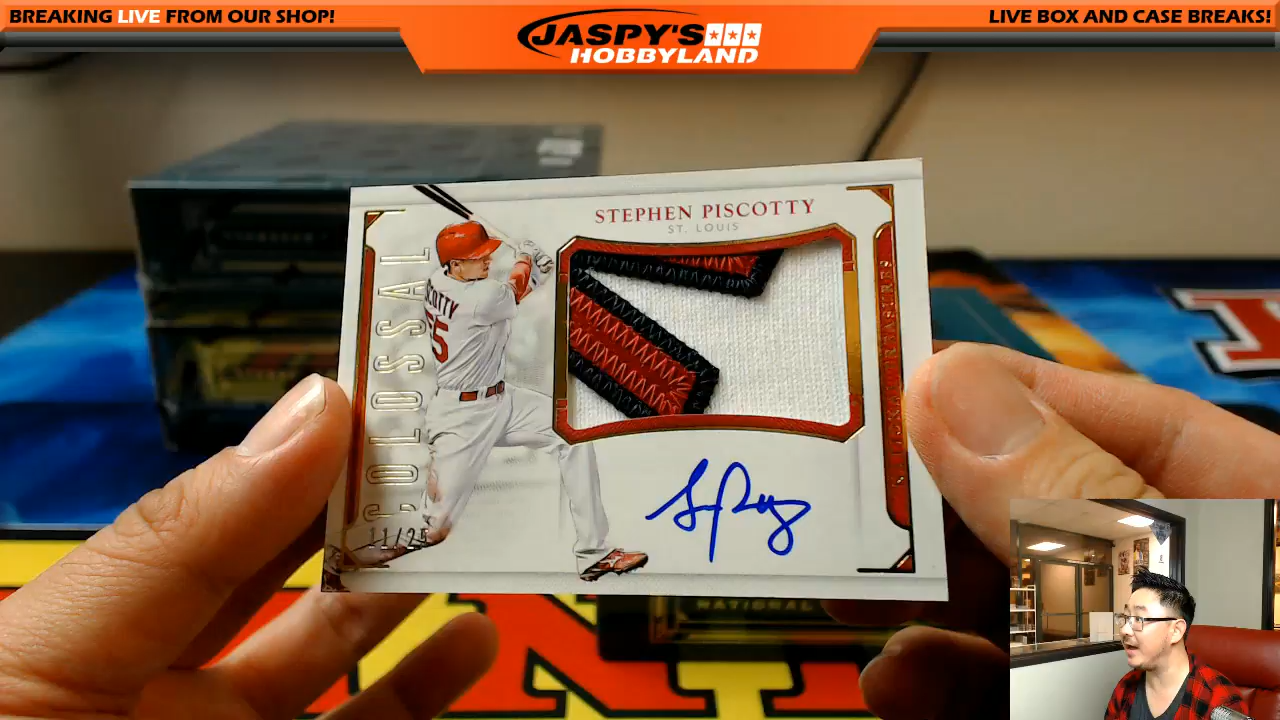 BREAKING LIVE FROM OUR SHOP!
JASPY'S
HOBBYLAND
LIVE BOX AND CASE BREAKS!
STEPHEN PISCOTTY
ST. LOUIS
COLOSSAL
11/25
NATIONAL